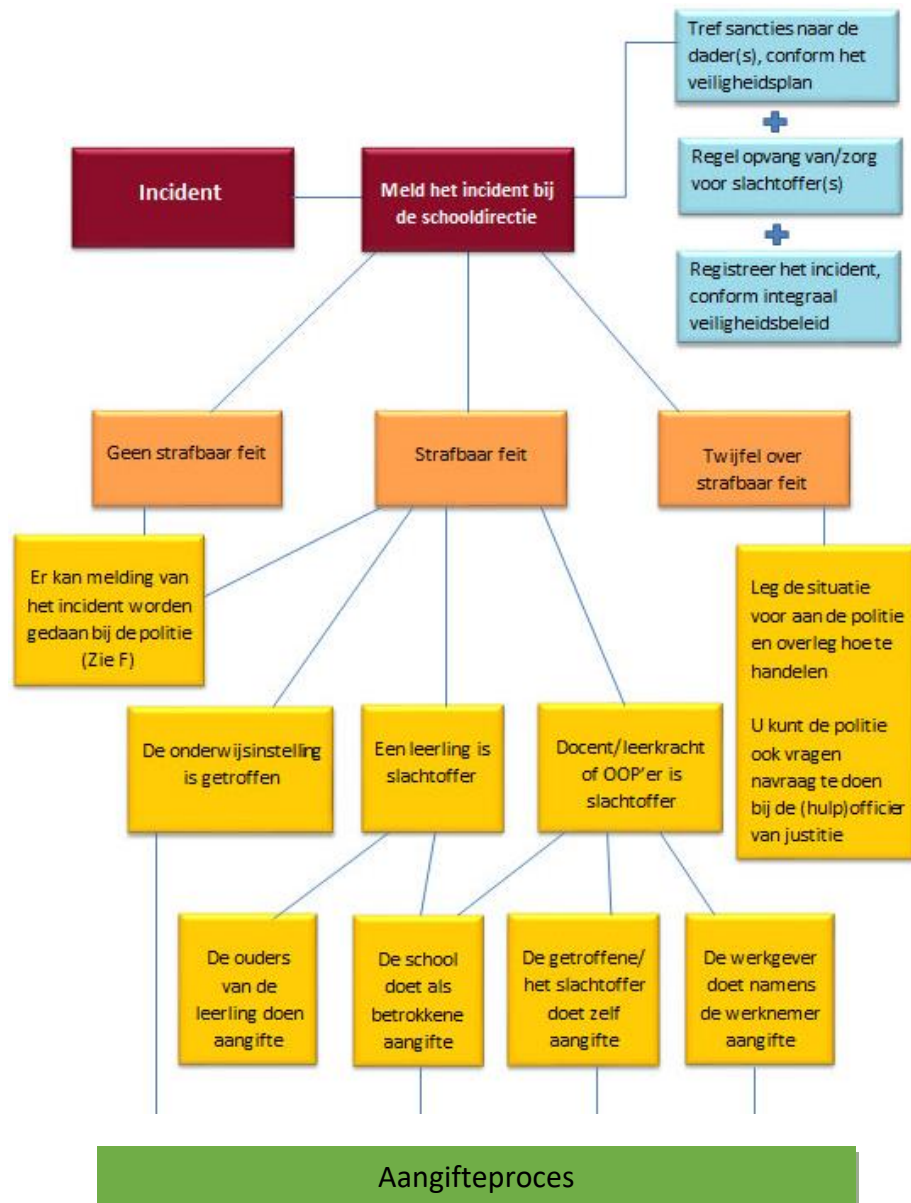 Tref sancties naar de
dader(s), conform het
veiligheidsplan
Incident
Meld het incident bij
de schooldirectie
Regel opvang van/zorg
voor slachtoffer(s)
Registreer het incident,
conform integraal
veiligheidsbeleid
Geen strafbaar feit
Strafbaar feit
Twijfel over
strafbaar feit
Er kan melding van
het incident worden
gedaan bij de politie
(Zie F)
Leg de situatie
voor aan de politie
en overleg hoe te
handelen
U kunt de politie
ook vragen
navraag te doen
bij de (hulp)officier
van justitie
De onderwijsinstelling
is getroffen
Een leerling is
slachtoffer
Docent/leerkracht
of OOP'er is
slachtoffer
De ouders
van de
leerling doen
aangifte
De school
doet als
betrokkene
aangifte
De getroffene/
het slachtoffer
doet zelf
aangifte
De werkgever
doet namens
de werknemer
aangifte
Aangifteproces